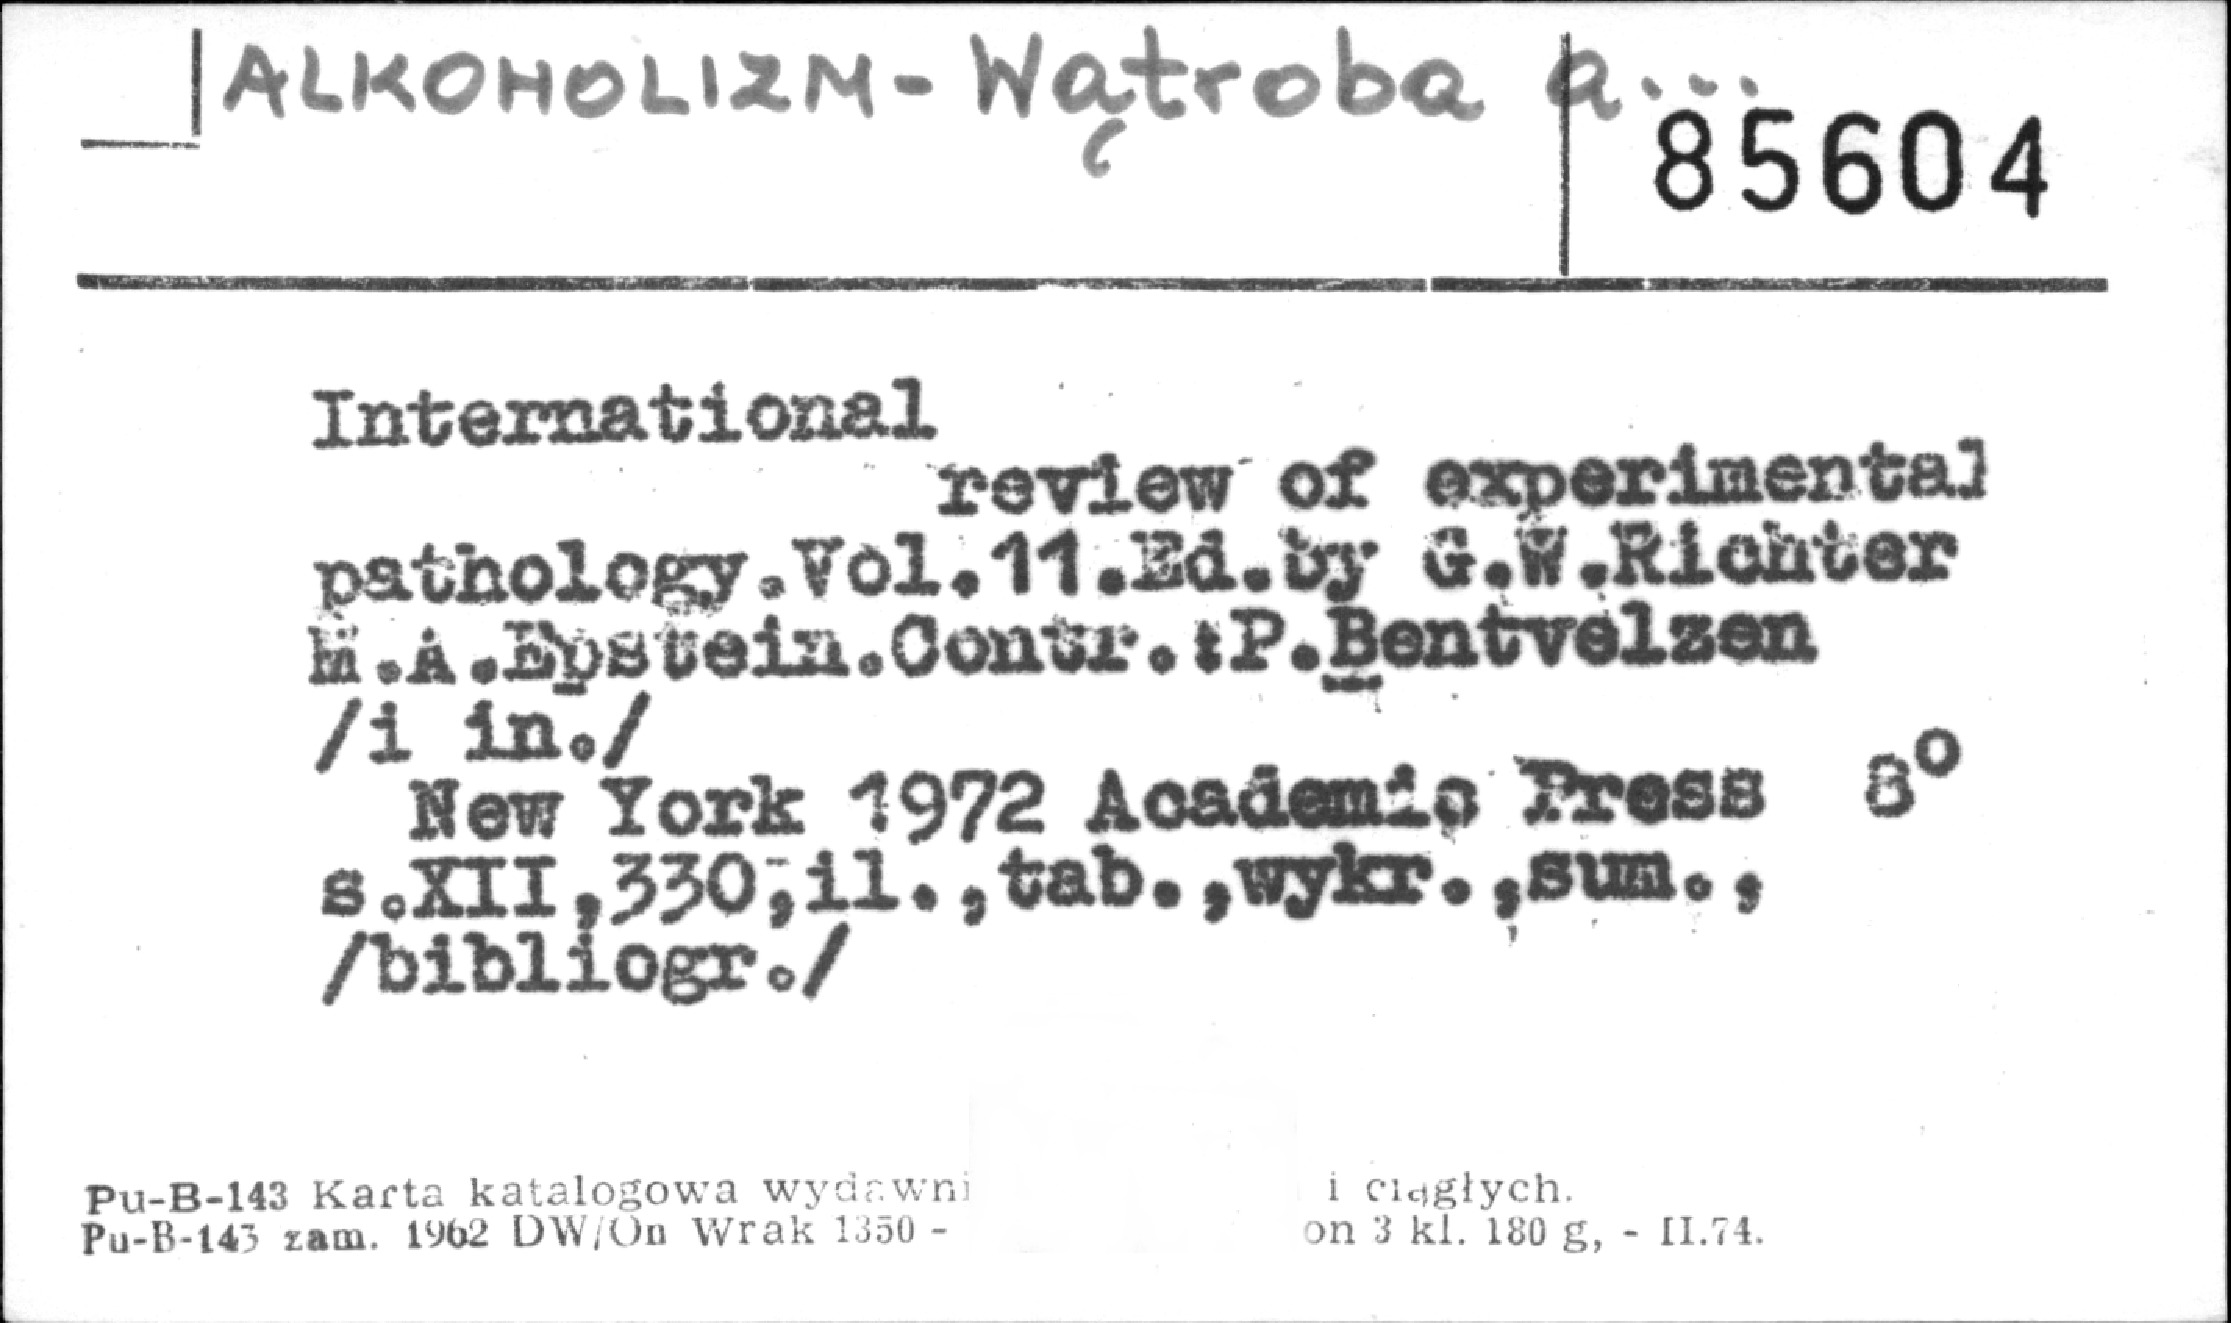 ALKOHOLIZM - Wątroba a...
85604
International
review of experimental
pathology.Vol.11.Ed.by G.W.Richter
M.A.Epstein.Contr.:P.Bentvelzen
/i in./
New York 1972 Academic Press 8°
s.XII,330,il.,tab.,wykr.,sum.,
/bibliogr./
Pu-B-143 Karta katalogowa wydawni i ciągłych.
Pu-B-143 zam. 1962 DW/On Wrak 1350 - on 3 kl. 180 g, - II.74.